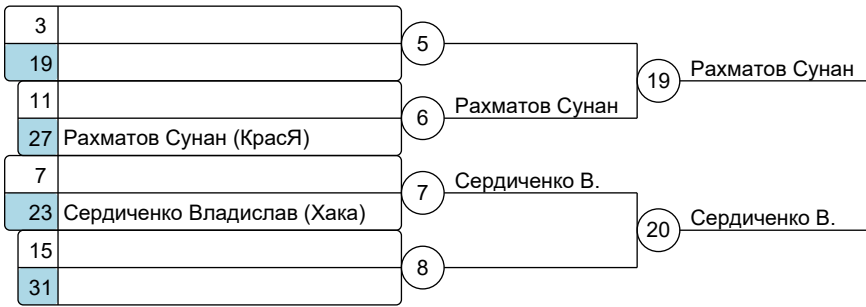 3
19
5
11
27 Рахматов Сунан (КрасЯ)
6 Рахматов Сунан
19 Рахматов Сунан
7
23 Сердиченко Владислав (Хака)
7 Сердиченко В.
15
31
8
20 Сердиченко В.